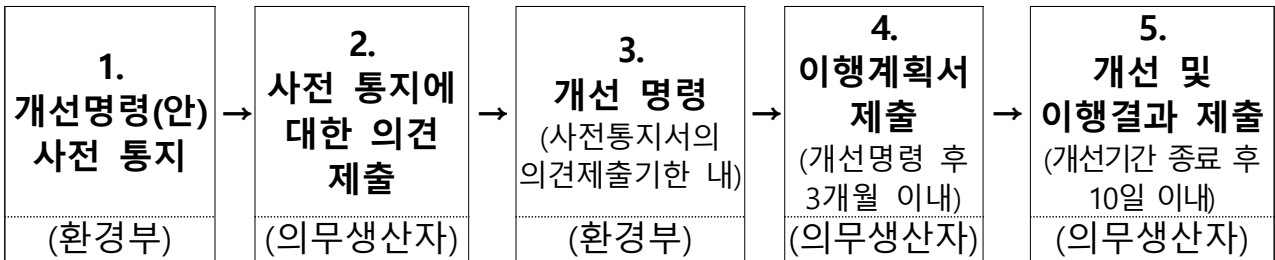 1.
개선명령(안)
사전 통지
(환경부)
→
2.
사전 통지에
대한 의견
제출
(의무생산자)
→
3.
개선 명령
(사전통지서의
의견제출기한 내)
(환경부)
→
4.
이행계획서
제출
(개선명령 후
3개월 이내)
(의무생산자)
→
5.
개선 및
이행결과 제출
(개선기간 종료 후
10일 이내)
(의무생산자)